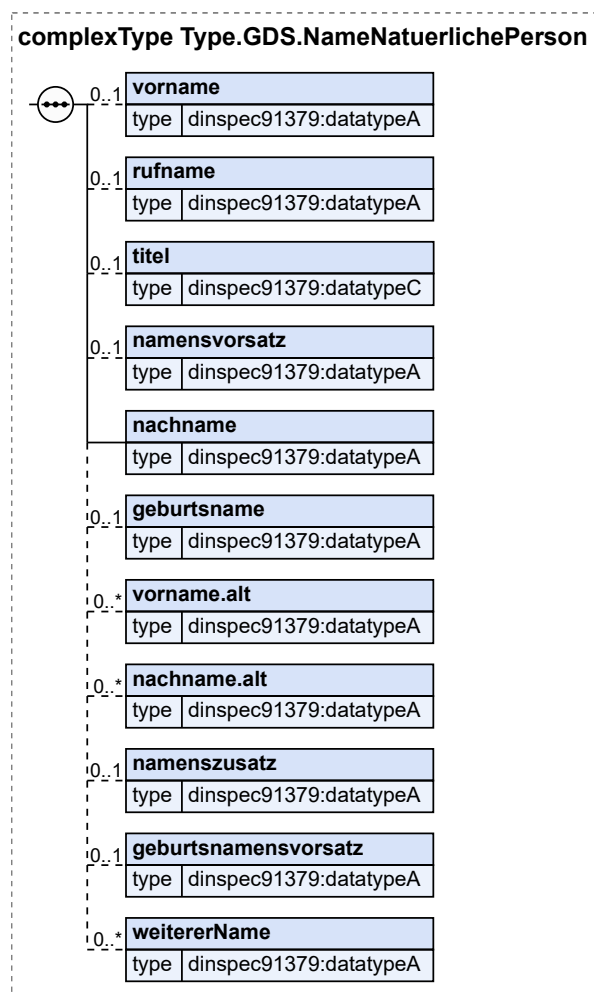 complexType Type.GDS.NameNatuerlichePerson
0..1 vorname
type dinspec91379:datatypeA
0..1 rufname
type dinspec91379:datatypeA
0..1 titel
type dinspec91379:datatypeC
0..1 namensvorsatz
type dinspec91379:datatypeA
nachname
type dinspec91379:datatypeA
0..1 geburtsname
type dinspec91379:datatypeA
0..* vorname.alt
type dinspec91379:datatypeA
0..* nachname.alt
type dinspec91379:datatypeA
0..1 namenszusatz
type dinspec91379:datatypeA
0..1 geburtsnamensvorsatz
type dinspec91379:datatypeA
0..* weitererName
type dinspec91379:datatypeA